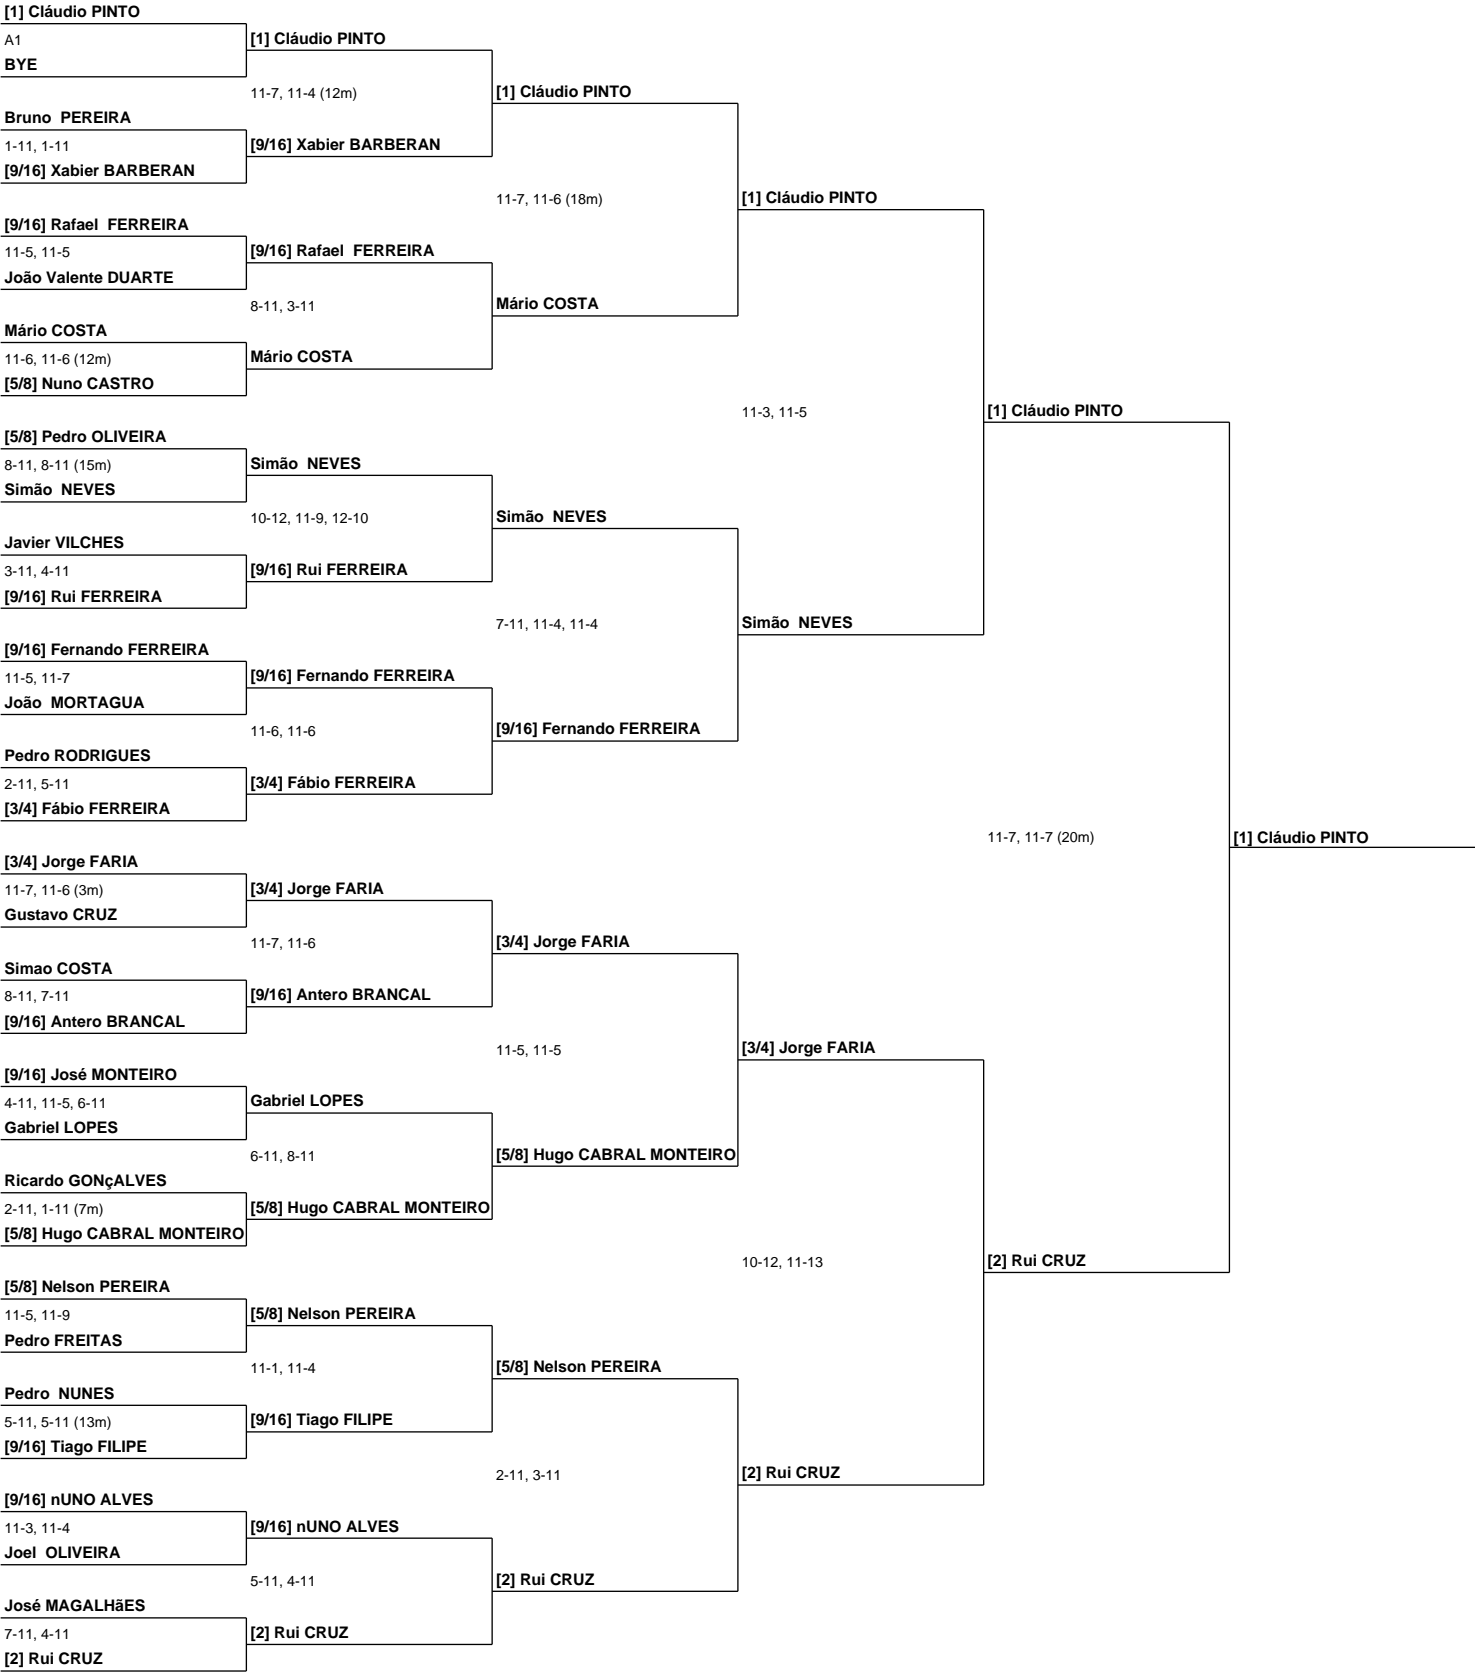 [1] Cláudio PINTO
A1
BYE
Bruno  PEREIRA
1-11, 1-11
[9/16] Xabier BARBERAN
[9/16] Rafael  FERREIRA
11-5, 11-5
João Valente DUARTE
Mário COSTA
11-6, 11-6 (12m)
[5/8] Nuno CASTRO
[5/8] Pedro OLIVEIRA
8-11, 8-11 (15m)
Simão  NEVES
Javier VILCHES
3-11, 4-11
[9/16] Rui FERREIRA
[9/16] Fernando FERREIRA
11-5, 11-7
João  MORTAGUA
Pedro RODRIGUES
2-11, 5-11
[3/4] Fábio FERREIRA
[3/4] Jorge FARIA
11-7, 11-6 (3m)
Gustavo CRUZ
Simao COSTA
8-11, 7-11
[9/16] Antero BRANCAL
[9/16] José MONTEIRO
4-11, 11-5, 6-11
Gabriel LOPES
Ricardo GONçALVES
2-11, 1-11 (7m)
[5/8] Hugo CABRAL MONTEIRO
[5/8] Nelson PEREIRA
11-5, 11-9
Pedro FREITAS
Pedro  NUNES
5-11, 5-11 (13m)
[9/16] Tiago FILIPE
[9/16] nUNO ALVES
11-3, 11-4
Joel  OLIVEIRA
José MAGALHãES
7-11, 4-11
[2] Rui CRUZ
[1] Cláudio PINTO
11-7, 11-4 (12m)
[9/16] Xabier BARBERAN
[9/16] Rafael  FERREIRA
8-11, 3-11
Mário COSTA
Simão  NEVES
10-12, 11-9, 12-10
[9/16] Rui FERREIRA
[9/16] Fernando FERREIRA
11-6, 11-6
[3/4] Fábio FERREIRA
[3/4] Jorge FARIA
11-7, 11-6
[9/16] Antero BRANCAL
Gabriel LOPES
6-11, 8-11
[5/8] Hugo CABRAL MONTEIRO
[5/8] Nelson PEREIRA
11-1, 11-4
[9/16] Tiago FILIPE
[9/16] nUNO ALVES
5-11, 4-11
[2] Rui CRUZ
[1] Cláudio PINTO
11-7, 11-6 (18m)
Mário COSTA
Simão  NEVES
7-11, 11-4, 11-4
[9/16] Fernando FERREIRA
[3/4] Jorge FARIA
11-5, 11-5
[5/8] Hugo CABRAL MONTEIRO
[5/8] Nelson PEREIRA
2-11, 3-11
[2] Rui CRUZ
[1] Cláudio PINTO
11-3, 11-5
Simão  NEVES
[3/4] Jorge FARIA
10-12, 11-13
[2] Rui CRUZ
[1] Cláudio PINTO
11-7, 11-7 (20m)
[2] Rui CRUZ
[1] Cláudio PINTO